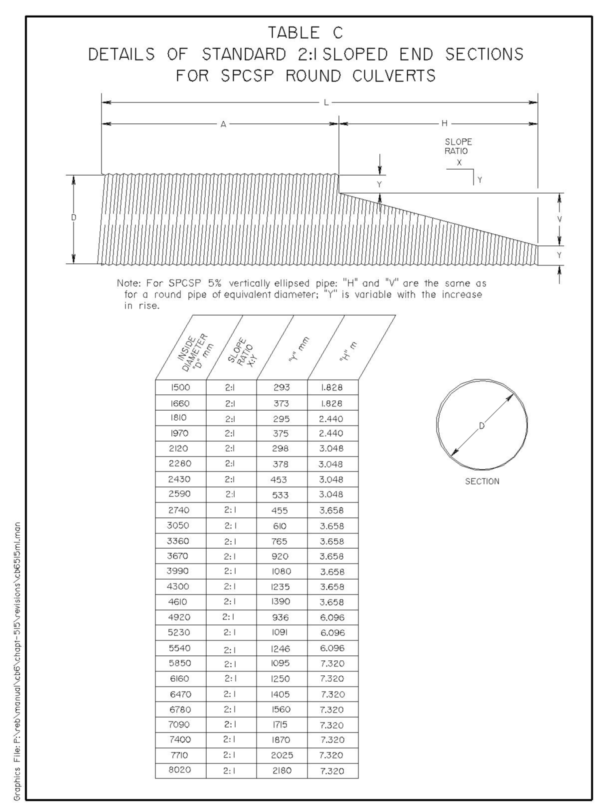 TABLE C
DETAILS OF STANDARD 2:1 SLOPED END SECTIONS
FOR SPCSP ROUND CULVERTS
L
A
H
SLOPE
RATIO
X
Y
Y
D
V
Y
Note: For SPCSP 5% vertically ellipsed pipe: "H" and "V" are the same as
for a round pipe of equivalent diameter; "Y" is variable with the increase
in rise.
INSIDE DIAMETER "D" mm SLOPE RATIO X:Y "Y" mm "H" m
1500 2:1 293 1.828
1660 2:1 373 1.828
1810 2:1 295 2.440
1970 2:1 375 2.440
2120 2:1 298 3.048
2280 2:1 378 3.048
2430 2:1 453 3.048
2590 2:1 533 3.048
2740 2:1 455 3.658
3050 2:1 610 3.658
3360 2:1 765 3.658
3670 2:1 920 3.658
3990 2:1 1080 3.658
4300 2:1 1235 3.658
4610 2:1 1390 3.658
4920 2:1 936 6.096
5230 2:1 1091 6.096
5540 2:1 1246 6.096
5850 2:1 1095 7.320
6160 2:1 1250 7.320
6470 2:1 1405 7.320
6780 2:1 1560 7.320
7090 2:1 1715 7.320
7400 2:1 1870 7.320
7710 2:1 2025 7.320
8020 2:1 2180 7.320
D
SECTION
Graphics File: P:\reb\manual\cb6\chapt-515\revisions\cb6515m1.man